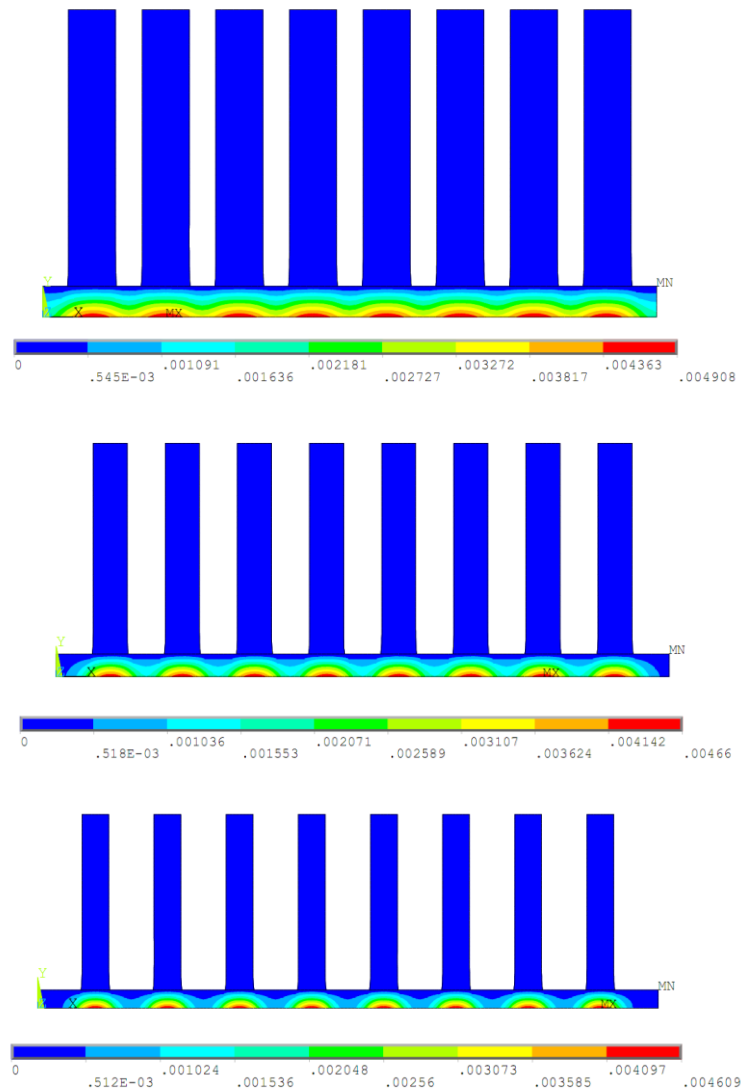 Y
MN
Z X MX
0 .001091 .002181 .003272 .004363
.545E-03 .001636 .002727 .003817 .004908
Y
MN
X MX
0 .001036 .002071 .003107 .004142
.518E-03 .001553 .002589 .003624 .00466
Y
MN
X MX
0 .001024 .002048 .003073 .004097
.512E-03 .001536 .00256 .003585 .004609